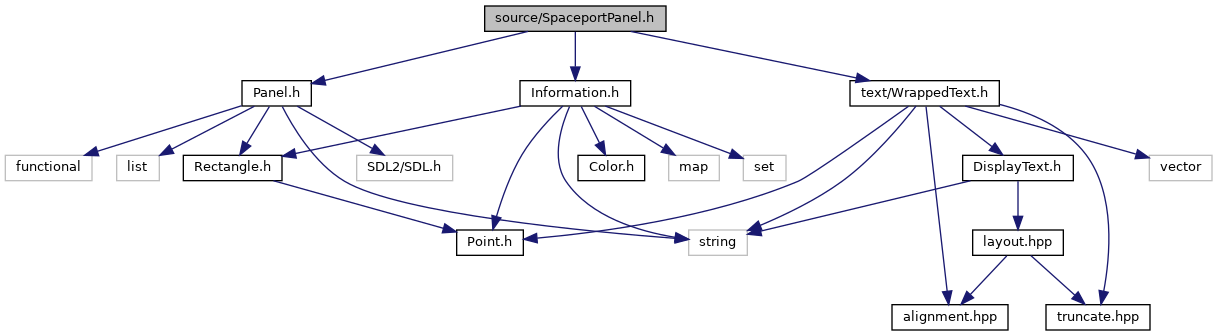 source/SpaceportPanel.h
Panel.h
Information.h
text/WrappedText.h
functional
list
Rectangle.h
SDL2/SDL.h
Color.h
map
set
DisplayText.h
vector
Point.h
string
layout.hpp
alignment.hpp
truncate.hpp